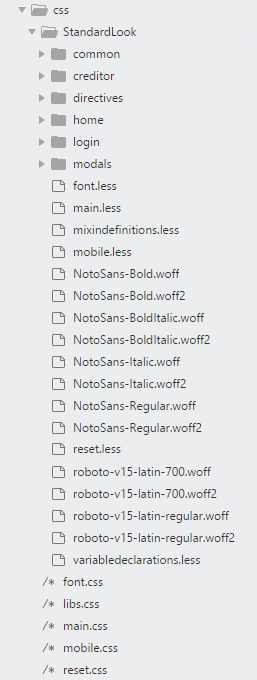 css
StandardLook
common
creditor
directives
home
login
modals
font.less
main.less
mixindefinitions.less
mobile.less
NotoSans-Bold.woff
NotoSans-Bold.woff2
NotoSans-BoldItalic.woff
NotoSans-BoldItalic.woff2
NotoSans-Italic.woff
NotoSans-Italic.woff2
NotoSans-Regular.woff
NotoSans-Regular.woff2
reset.less
roboto-v15-latin-700.woff
roboto-v15-latin-700.woff2
roboto-v15-latin-regular.woff
roboto-v15-latin-regular.woff2
variabledeclarations.less
/* font.css
/* libs.css
/* main.css
/* mobile.css
/* reset.css